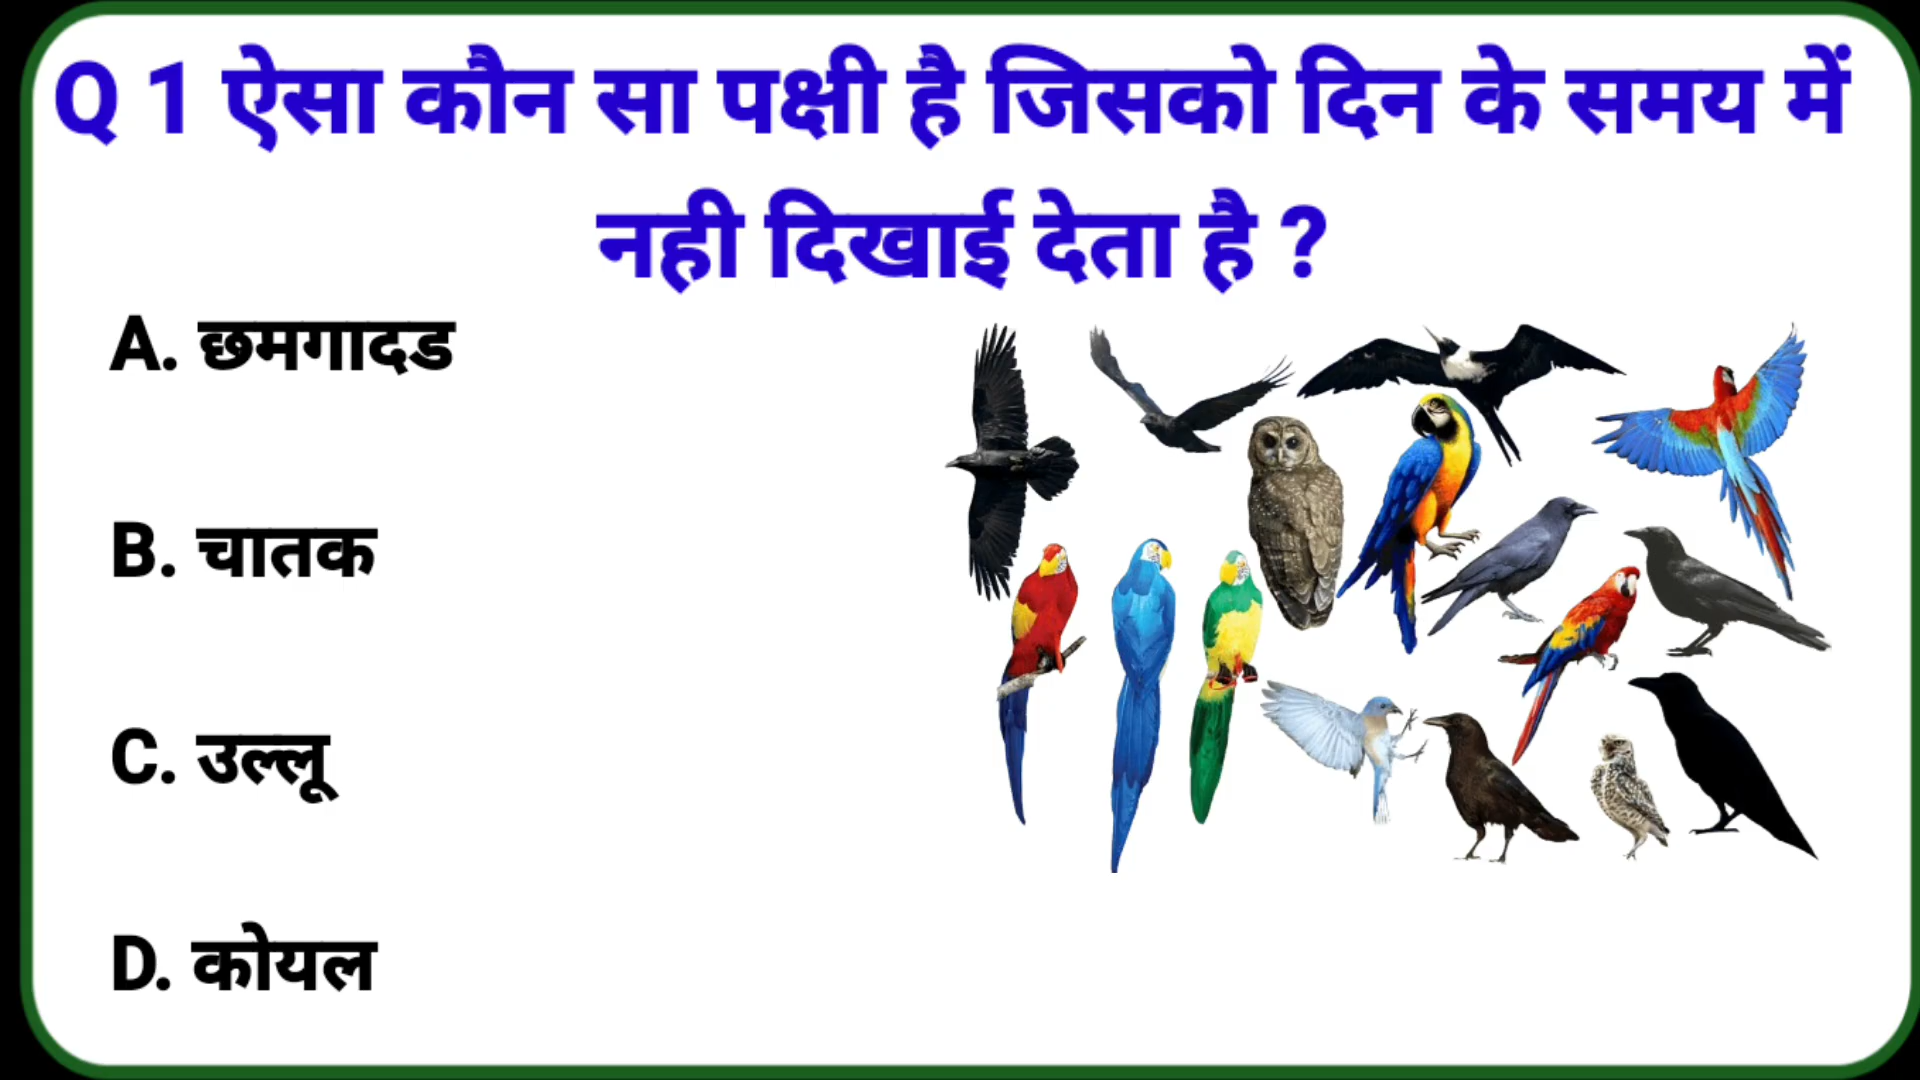 Q 1 ऐसा कौन सा पक्षी है जिसको दिन के समय में
नही दिखाई देता है ?
A. छमगादड
B. चातक
C. उल्लू
D. कोयल